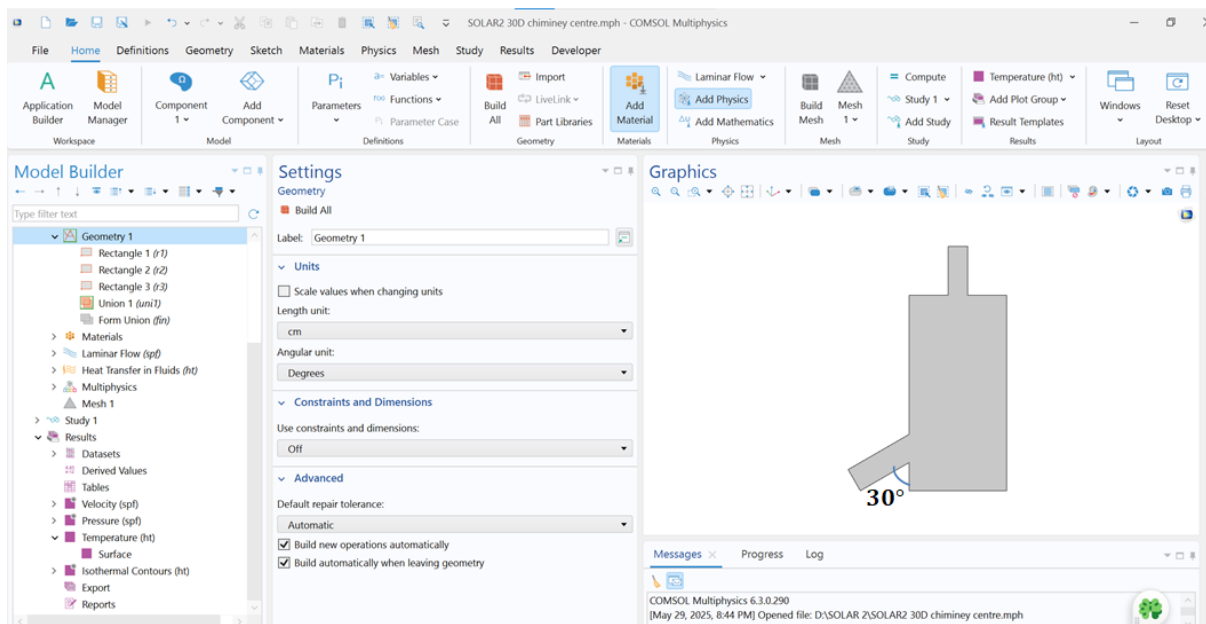 SOLAR2 30D chiminey centre.mph - COMSOL Multiphysics
File Home Definitions Geometry Sketch Materials Physics Mesh Study Results Developer
A Pi a= Variables Import Laminar Flow = Compute Temperature (ht)
f(x) Functions LiveLink Add Physics Study 1 Add Plot Group
Application Builder Model Manager Component 1 Add Component Parameters Pi Parameter Case Build All Part Libraries Add Material Add Mathematics Build Mesh Mesh 1 Add Study Result Templates Windows Reset Desktop
Workspace Model Definitions Geometry Materials Physics Mesh Study Results Layout
Model Builder
Type filter text
Geometry 1
Rectangle 1 (r1)
Rectangle 2 (r2)
Rectangle 3 (r3)
Union 1 (uni1)
Form Union (fin)
Materials
Laminar Flow (spf)
Heat Transfer in Fluids (ht)
Multiphysics
Mesh 1
Study 1
Results
Datasets
Derived Values
Tables
Velocity (spf)
Pressure (spf)
Temperature (ht)
Surface
Isothermal Contours (ht)
Export
Reports
Settings
Geometry
Build All
Label: Geometry 1
Units
Scale values when changing units
Length unit:
cm
Angular unit:
Degrees
Constraints and Dimensions
Use constraints and dimensions:
Off
Advanced
Default repair tolerance:
Automatic
Build new operations automatically
Build automatically when leaving geometry
Graphics
30°
Messages Progress Log
COMSOL Multiphysics 6.3.0.290
[May 29, 2025, 8:44 PM] Opened file: D:\SOLAR 2\SOLAR2 30D chiminey centre.mph